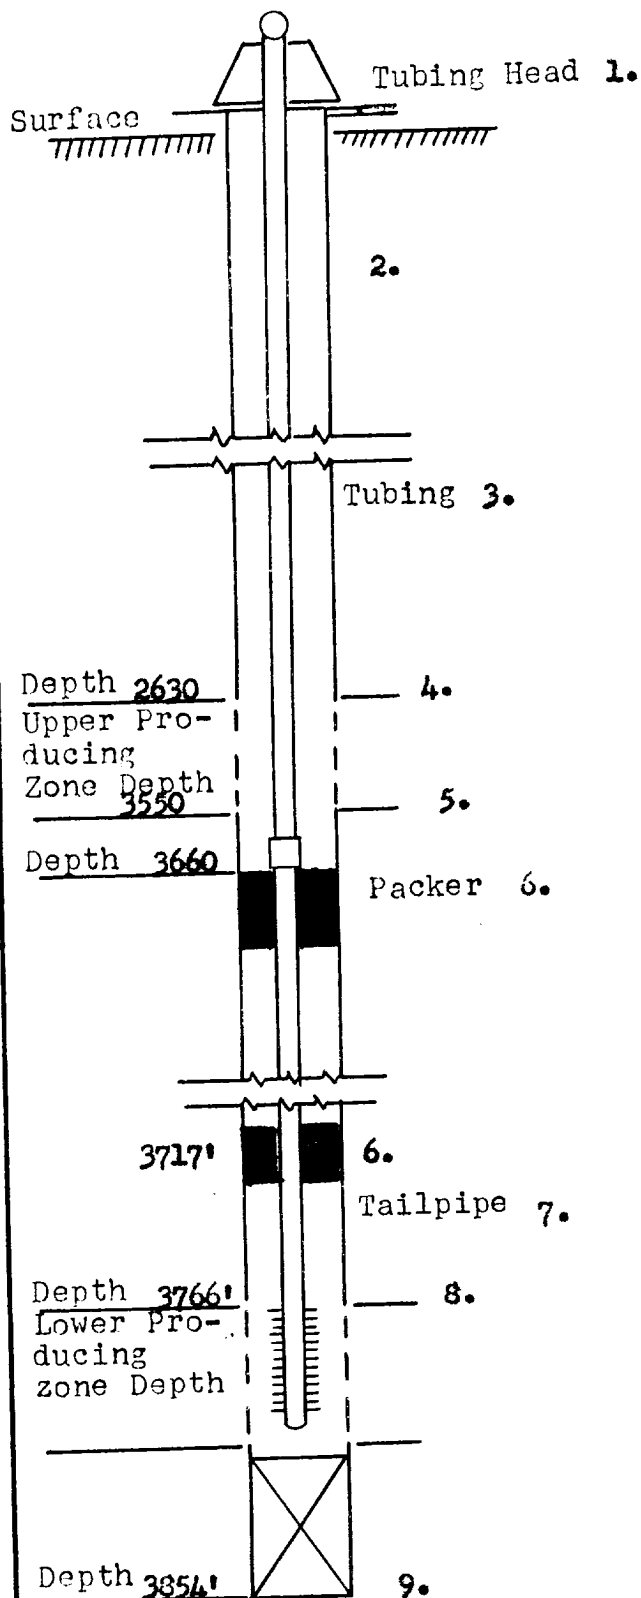 Tubing Head 1.
Surface
2.
Tubing 3.
Depth 2630 4.
Upper Pro-
ducing
Zone Depth
3550 5.
Depth 3660
Packer 6.
3717' 6.
Tailpipe 7.
Depth 3766' 8.
Lower Pro-
ducing
zone Depth
Depth 3854' 9.